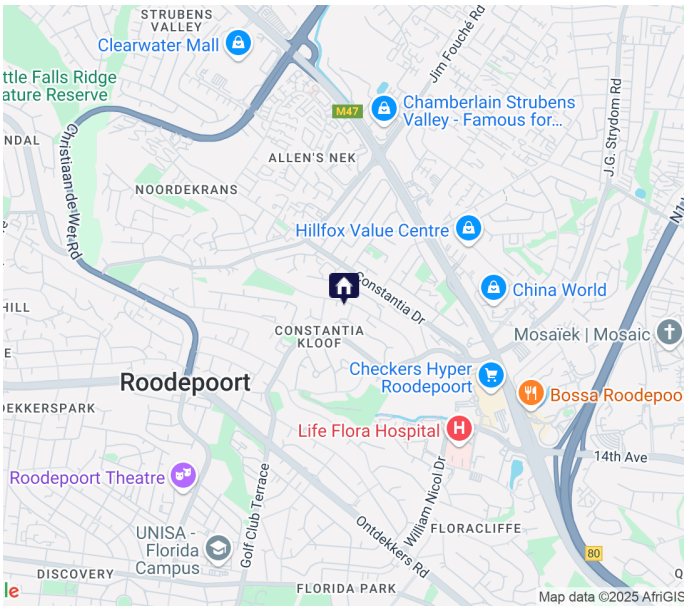 STRUBENS
VALLEY
Clearwater Mall
Jim Fouché Rd
ttle Falls Ridge
ature Reserve
M47
Chamberlain Strubens
Valley - Famous for...
J.G. Strydom Rd
Christiaan de Wet Rd
NDAL
ALLEN'S NEK
NOORDEKRANS
N1
Hillfox Value Centre
Constantia Dr
China World
HILL
CONSTANTIA
KLOOF
Mosaïek | Mosaic
E
Checkers Hyper
Roodepoort
Roodepoort
Bossa Roodepoo
DEKKERSPARK
Life Flora Hospital
14th Ave
Roodepoort Theatre
William Nicol Dr
Golf Club Terrace
UNISA -
Florida
Campus
Ontdekkers Rd
FLORACLIFFE
80
DISCOVERY
Q
FLORIDA PARK
le
Map data ©2025 AfriGIS